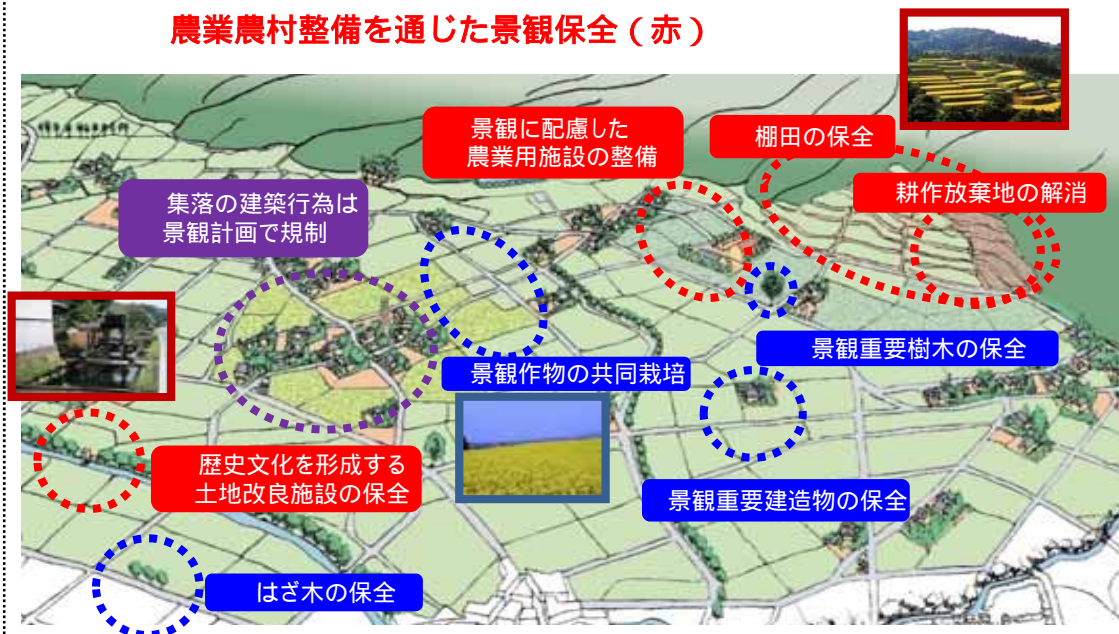 農業農村整備を通じた景観保全（赤）
景観に配慮した
農業用施設の整備
棚田の保全
耕作放棄地の解消
集落の建築行為は
景観計画で規制
景観重要樹木の保全
景観作物の共同栽培
歴史文化を形成する
土地改良施設の保全
景観重要建造物の保全
はざ木の保全